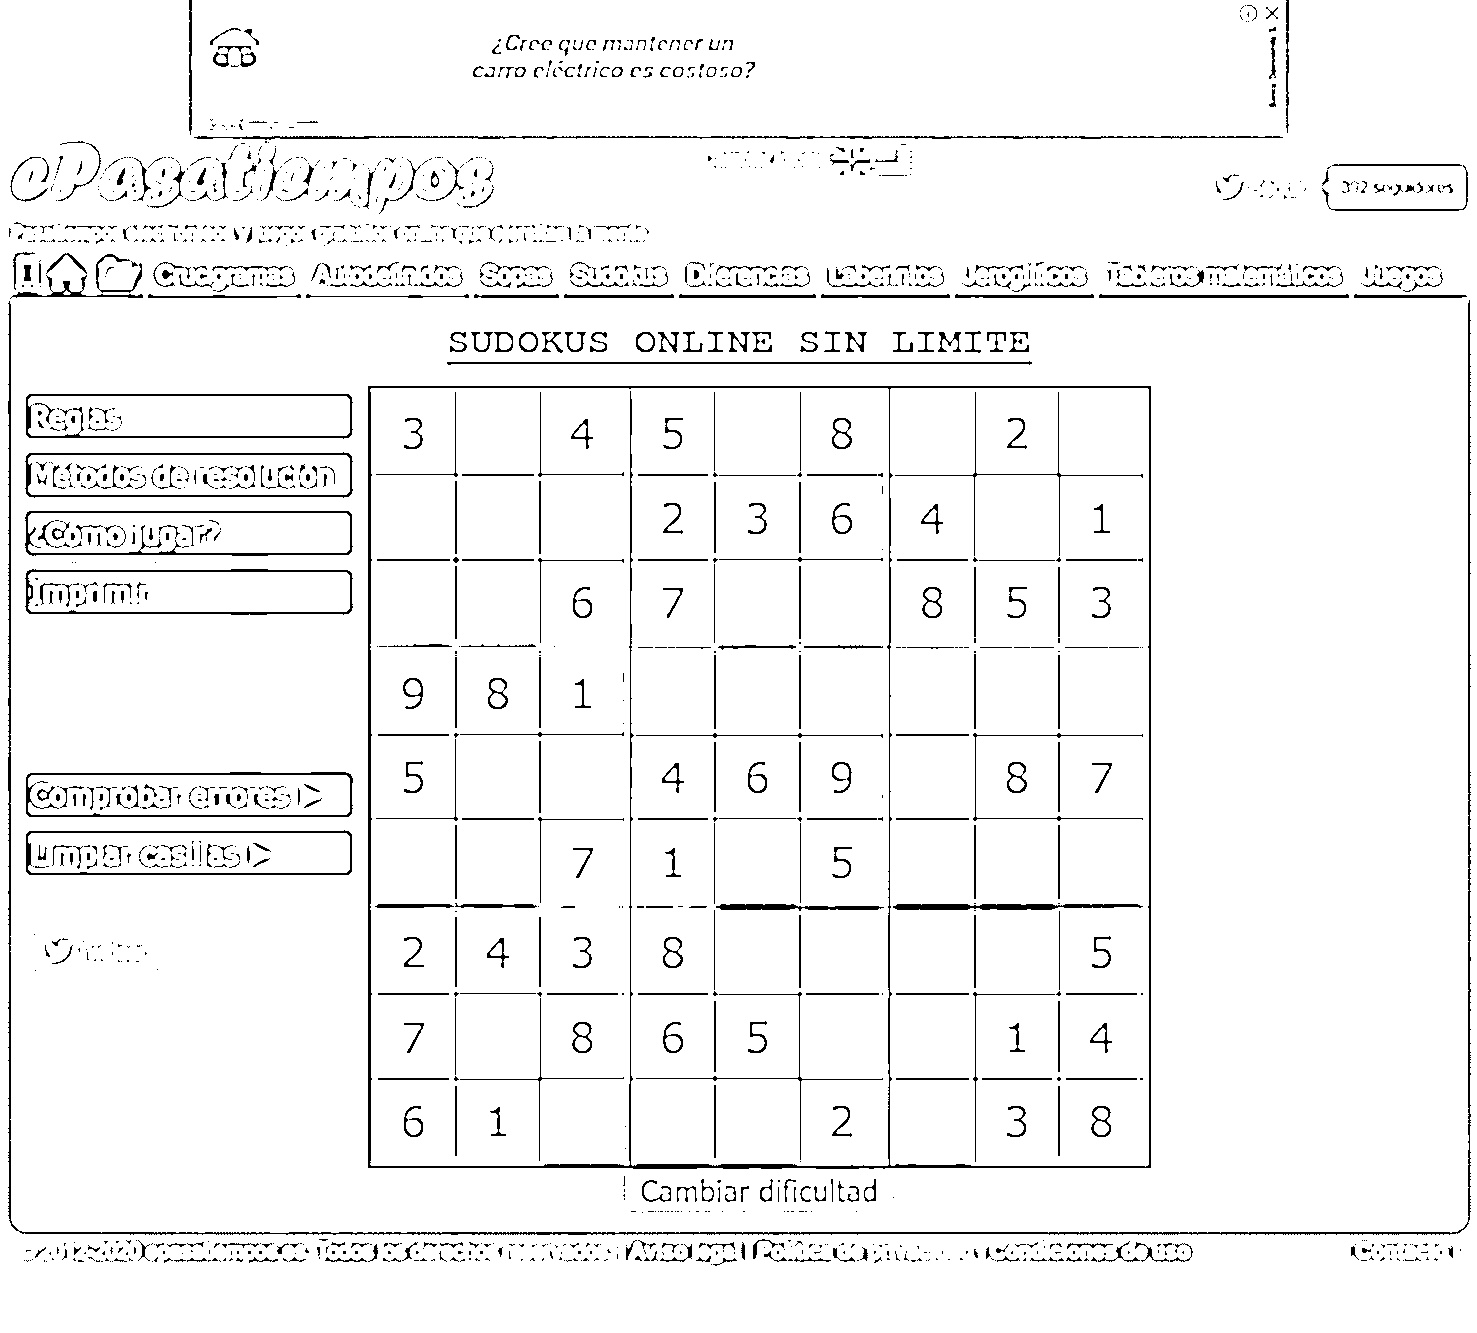 ¿Cree que mantener un
carro eléctrico es costoso?
ePasatiempos
392 seguidores
Pasatiempos electrónicos y juegos gratuitos online que ejercitan la mente
Crucigramas Autodefinidos Sopas Sudokus Diferencias Laberintos Jeroglíficos Tableros matemáticos Juegos
SUDOKUS ONLINE SIN LIMITE
Reglas
Métodos de resolución
¿Cómo jugar?
Imprimir
Comprobar errores >
Limpiar casillas >
3 4 5 8 2
2 3 6 4 1
6 7 8 5 3
9 8 1
5 4 6 9 8 7
7 1 5
2 4 3 8 5
7 8 6 5 1 4
6 1 2 3 8
Cambiar dificultad
2012-2020 epasatiempos.es Todos los derechos reservados | Aviso legal | Política de privacidad y Condiciones de uso
Contacto